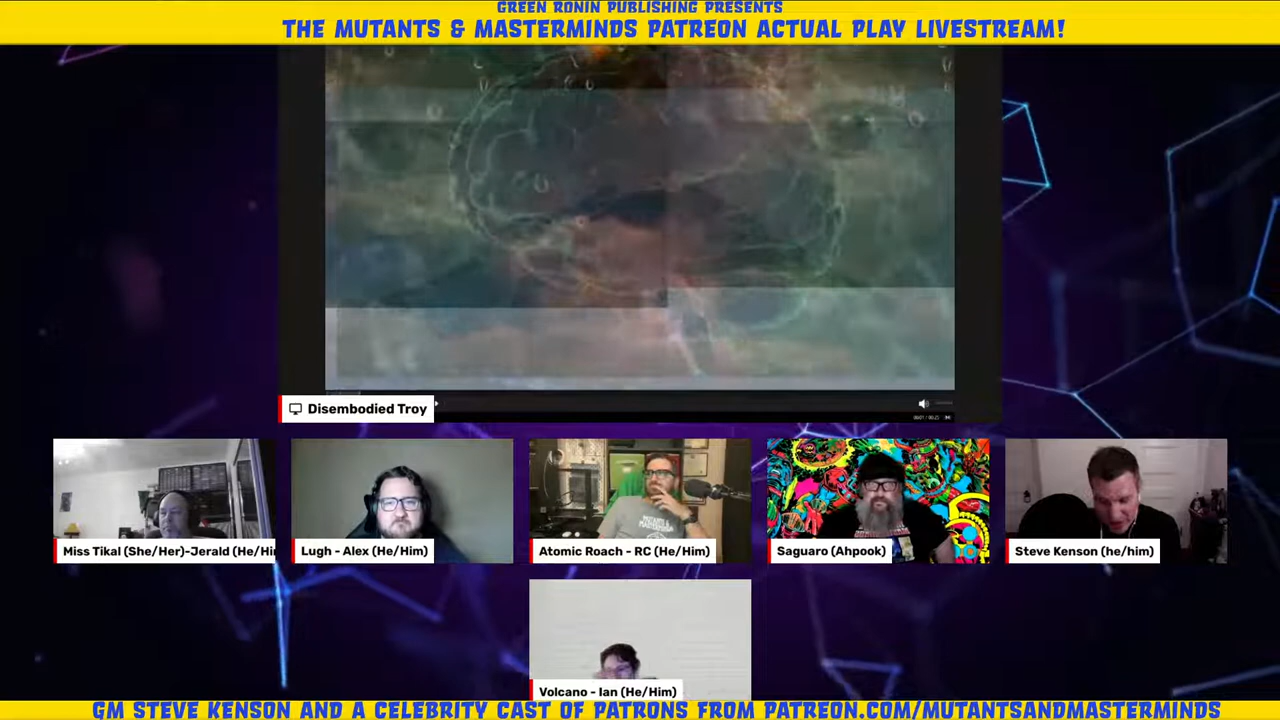 GREEN RONIN PUBLISHING PRESENTS
THE MUTANTS & MASTERMINDS PATREON ACTUAL PLAY LIVESTREAM!
Disembodied Troy
Miss Tikal (She/Her)-Jerald (He/Hi
Lugh - Alex (He/Him)
Atomic Roach - RC (He/Him)
Saguaro (Ahpook)
Steve Kenson (he/him)
MUTANTS &
MASTERMINDS
Volcano - Ian (He/Him)
GM STEVE KENSON AND A CELEBRITY CAST OF PATRONS FROM PATREON.COM/MUTANTSANDMASTERMINDS